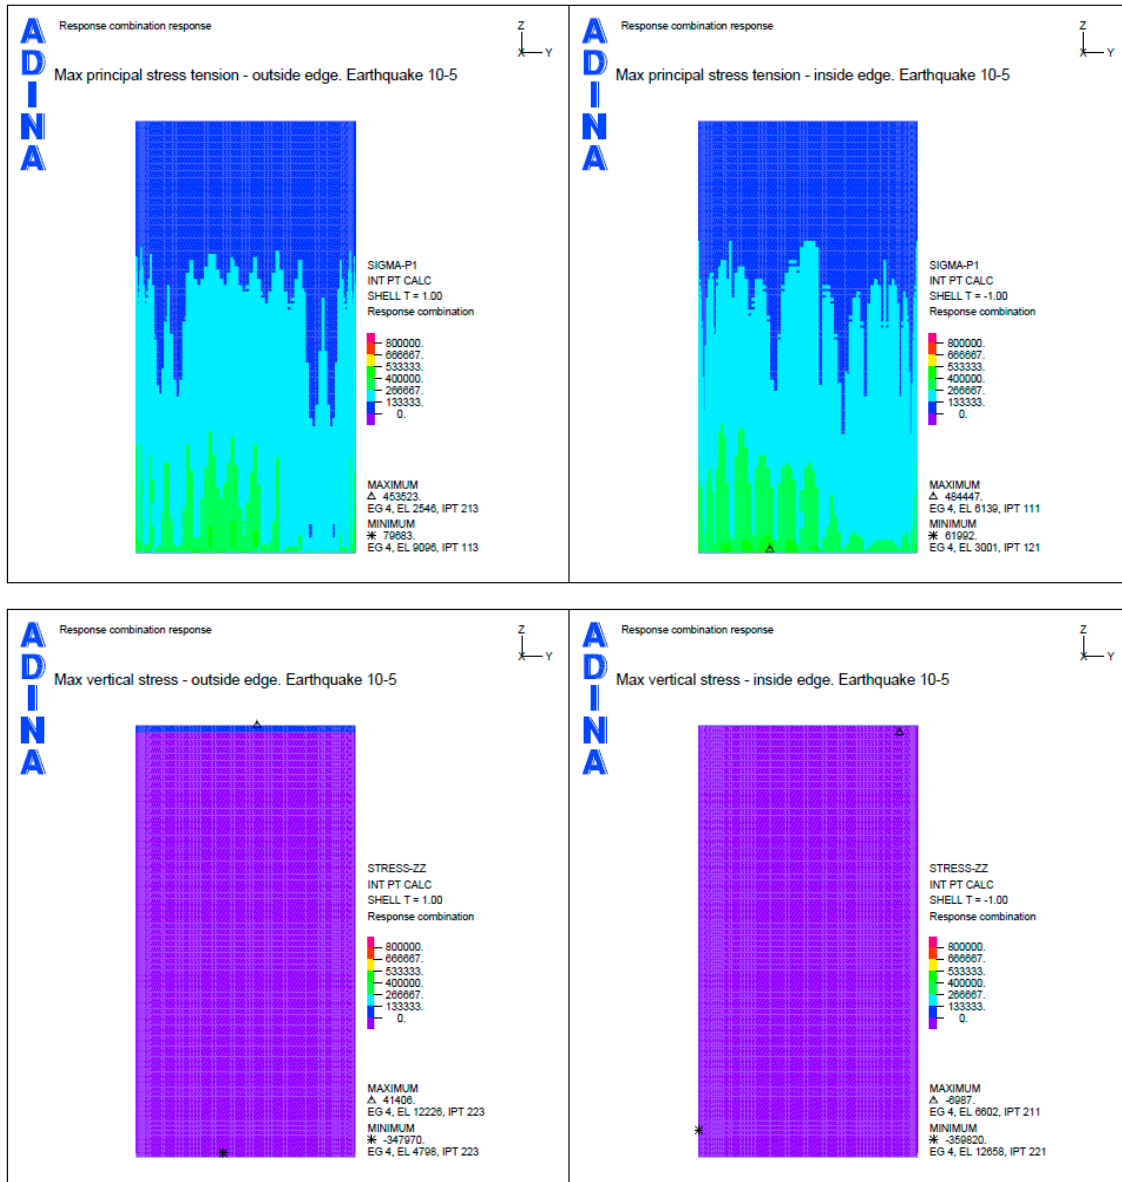 ADINA
Response combination response
Z
X Y
Max principal stress tension - outside edge. Earthquake 10-5
SIGMA-P1
INT PT CALC
SHELL T = 1.00
Response combination
800000.
666667.
533333.
400000.
266667.
133333.
0.
MAXIMUM
453523.
EG 4, EL 2546, IPT 213
MINIMUM
79683.
EG 4, EL 9096, IPT 113
ADINA
Response combination response
Z
X Y
Max principal stress tension - inside edge. Earthquake 10-5
SIGMA-P1
INT PT CALC
SHELL T = -1.00
Response combination
800000.
666667.
533333.
400000.
266667.
133333.
0.
MAXIMUM
484447.
EG 4, EL 6139, IPT 111
MINIMUM
61992.
EG 4, EL 3001, IPT 121
ADINA
Response combination response
Z
X Y
Max vertical stress - outside edge. Earthquake 10-5
STRESS-ZZ
INT PT CALC
SHELL T = 1.00
Response combination
800000.
666667.
533333.
400000.
266667.
133333.
0.
MAXIMUM
41406.
EG 4, EL 12226, IPT 223
MINIMUM
-347970.
EG 4, EL 4798, IPT 223
ADINA
Response combination response
Z
X Y
Max vertical stress - inside edge. Earthquake 10-5
STRESS-ZZ
INT PT CALC
SHELL T = -1.00
Response combination
800000.
666667.
533333.
400000.
266667.
133333.
0.
MAXIMUM
-6987.
EG 4, EL 6602, IPT 211
MINIMUM
-359820.
EG 4, EL 12658, IPT 221